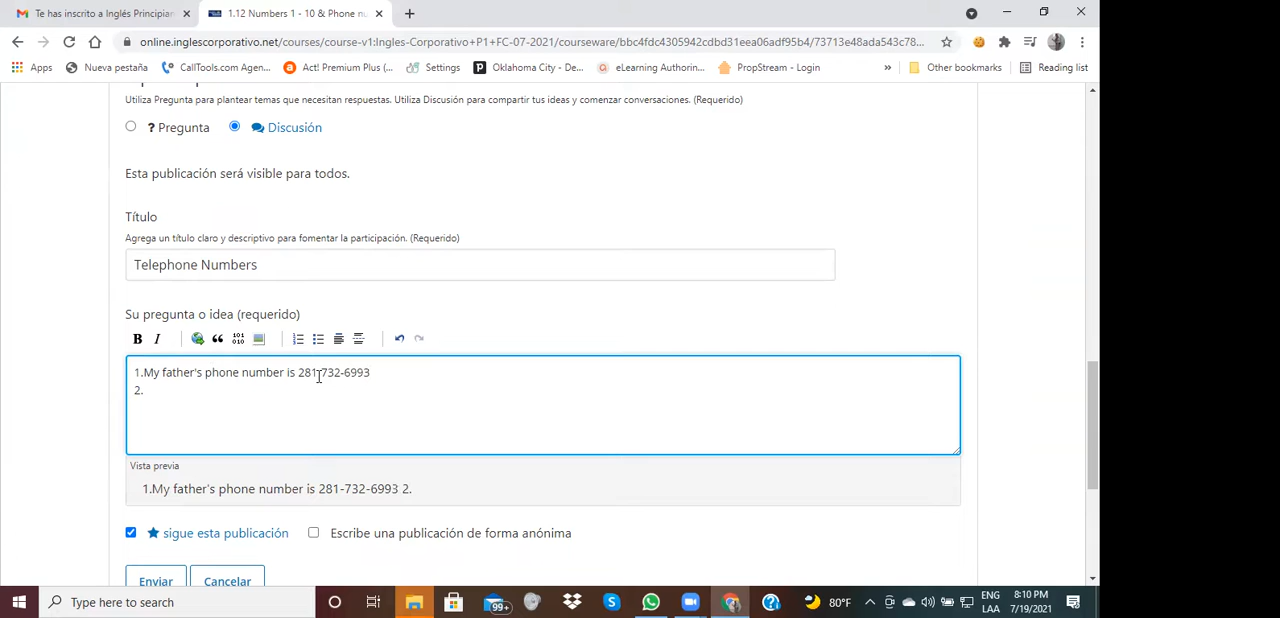 Te has inscrito a Inglés Principian
1.12 Numbers 1 - 10 & Phone nu
online.inglescorporativo.net/courses/course-v1:Ingles-Corporativo+P1+FC-07-2021/courseware/bbc4fdc4305942cdbd31eea06adf95b4/73713e48ada543c78...
Apps Nueva pestaña CallTools.com Agen... Act! Premium Plus (... Settings Oklahoma City - De... eLearning Authorin... PropStream - Login » Other bookmarks Reading list
Utiliza Pregunta para plantear temas que necesitan respuestas. Utiliza Discusión para compartir tus ideas y comenzar conversaciones. (Requerido)
? Pregunta Discusión
Esta publicación será visible para todos.
Título
Agrega un título claro y descriptivo para fomentar la participación. (Requerido)
Telephone Numbers
Su pregunta o idea (requerido)
B I
1.My father's phone number is 281-732-6993
2.
Vista previa
1.My father's phone number is 281-732-6993 2.
sigue esta publicación Escribe una publicación de forma anónima
Enviar Cancelar
Type here to search 99+ 80°F ENG 8:10 PM
LAA 7/19/2021